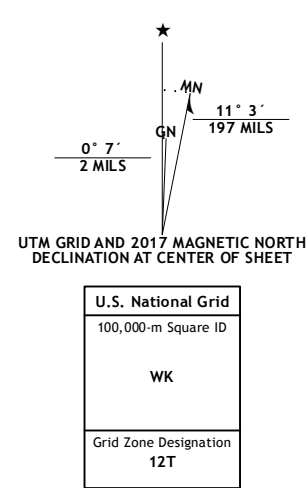 ★
MN
GN
11° 3´
197 MILS
0° 7´
2 MILS
UTM GRID AND 2017 MAGNETIC NORTH
DECLINATION AT CENTER OF SHEET
U.S. National Grid
100,000-m Square ID
WK
Grid Zone Designation
12T